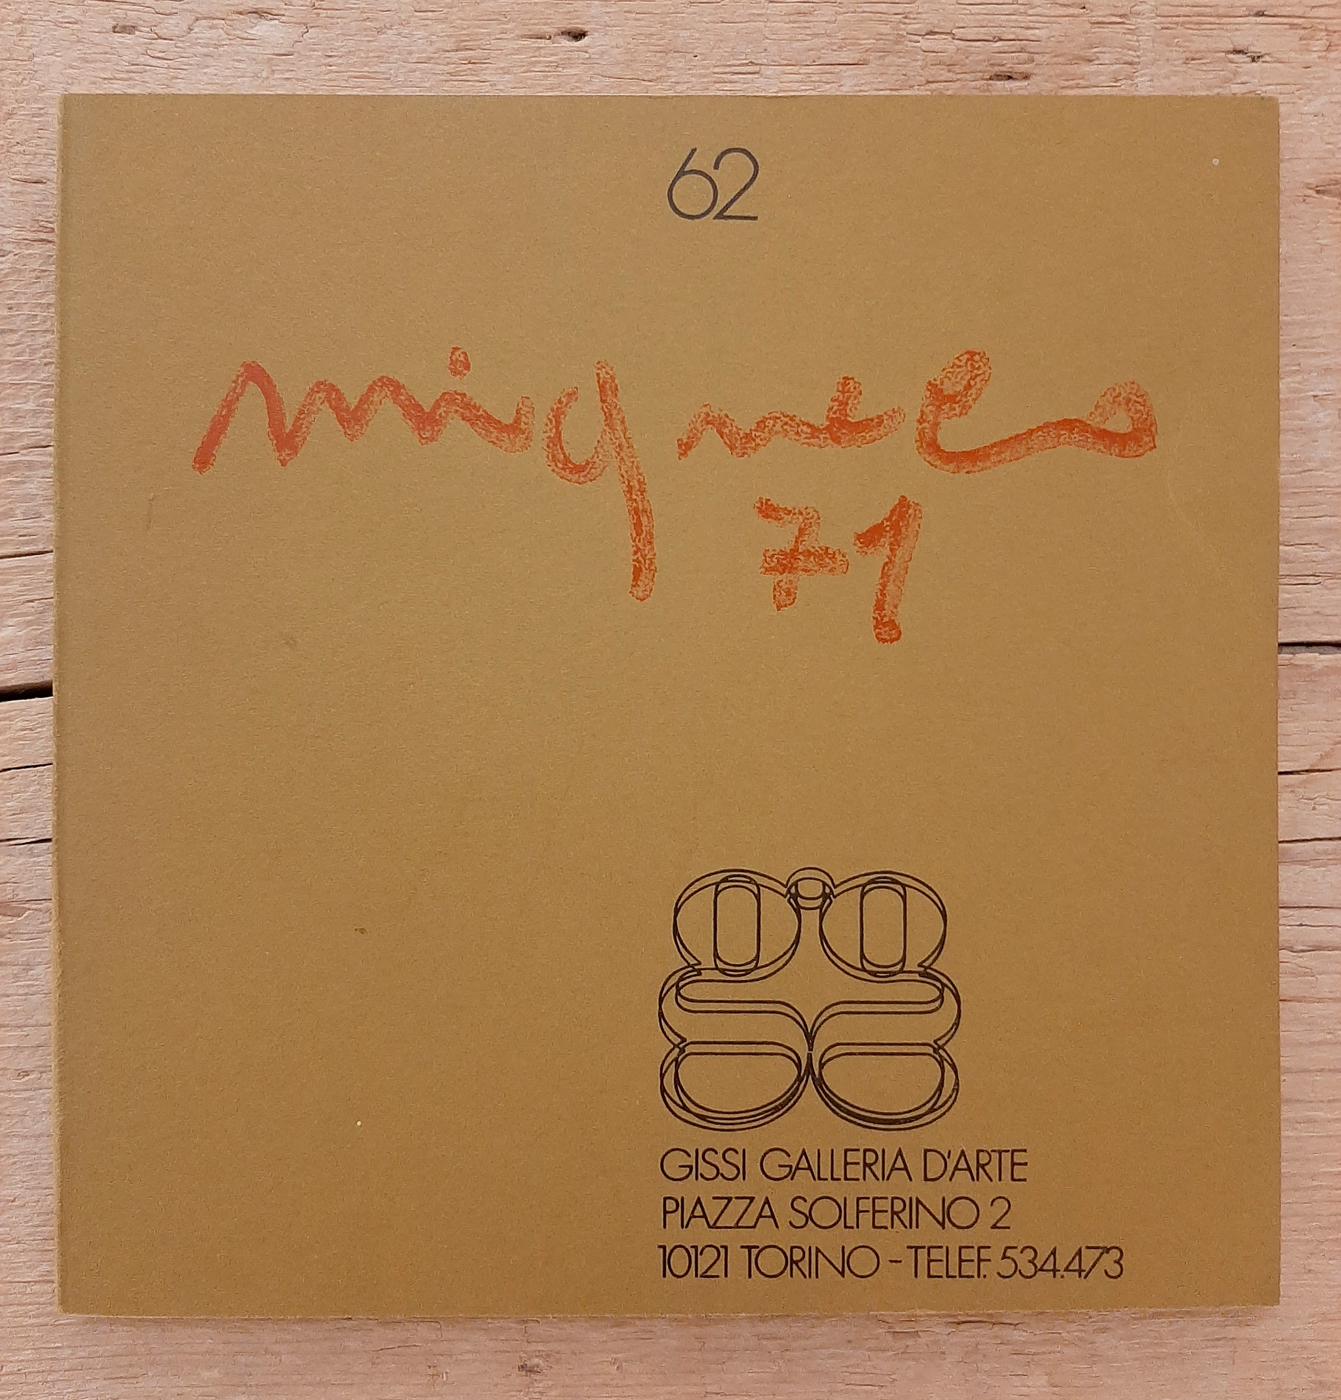 62
migneco
71
GISSI GALLERIA D'ARTE
PIAZZA SOLFERINO 2
10121 TORINO - TELEF. 534.473